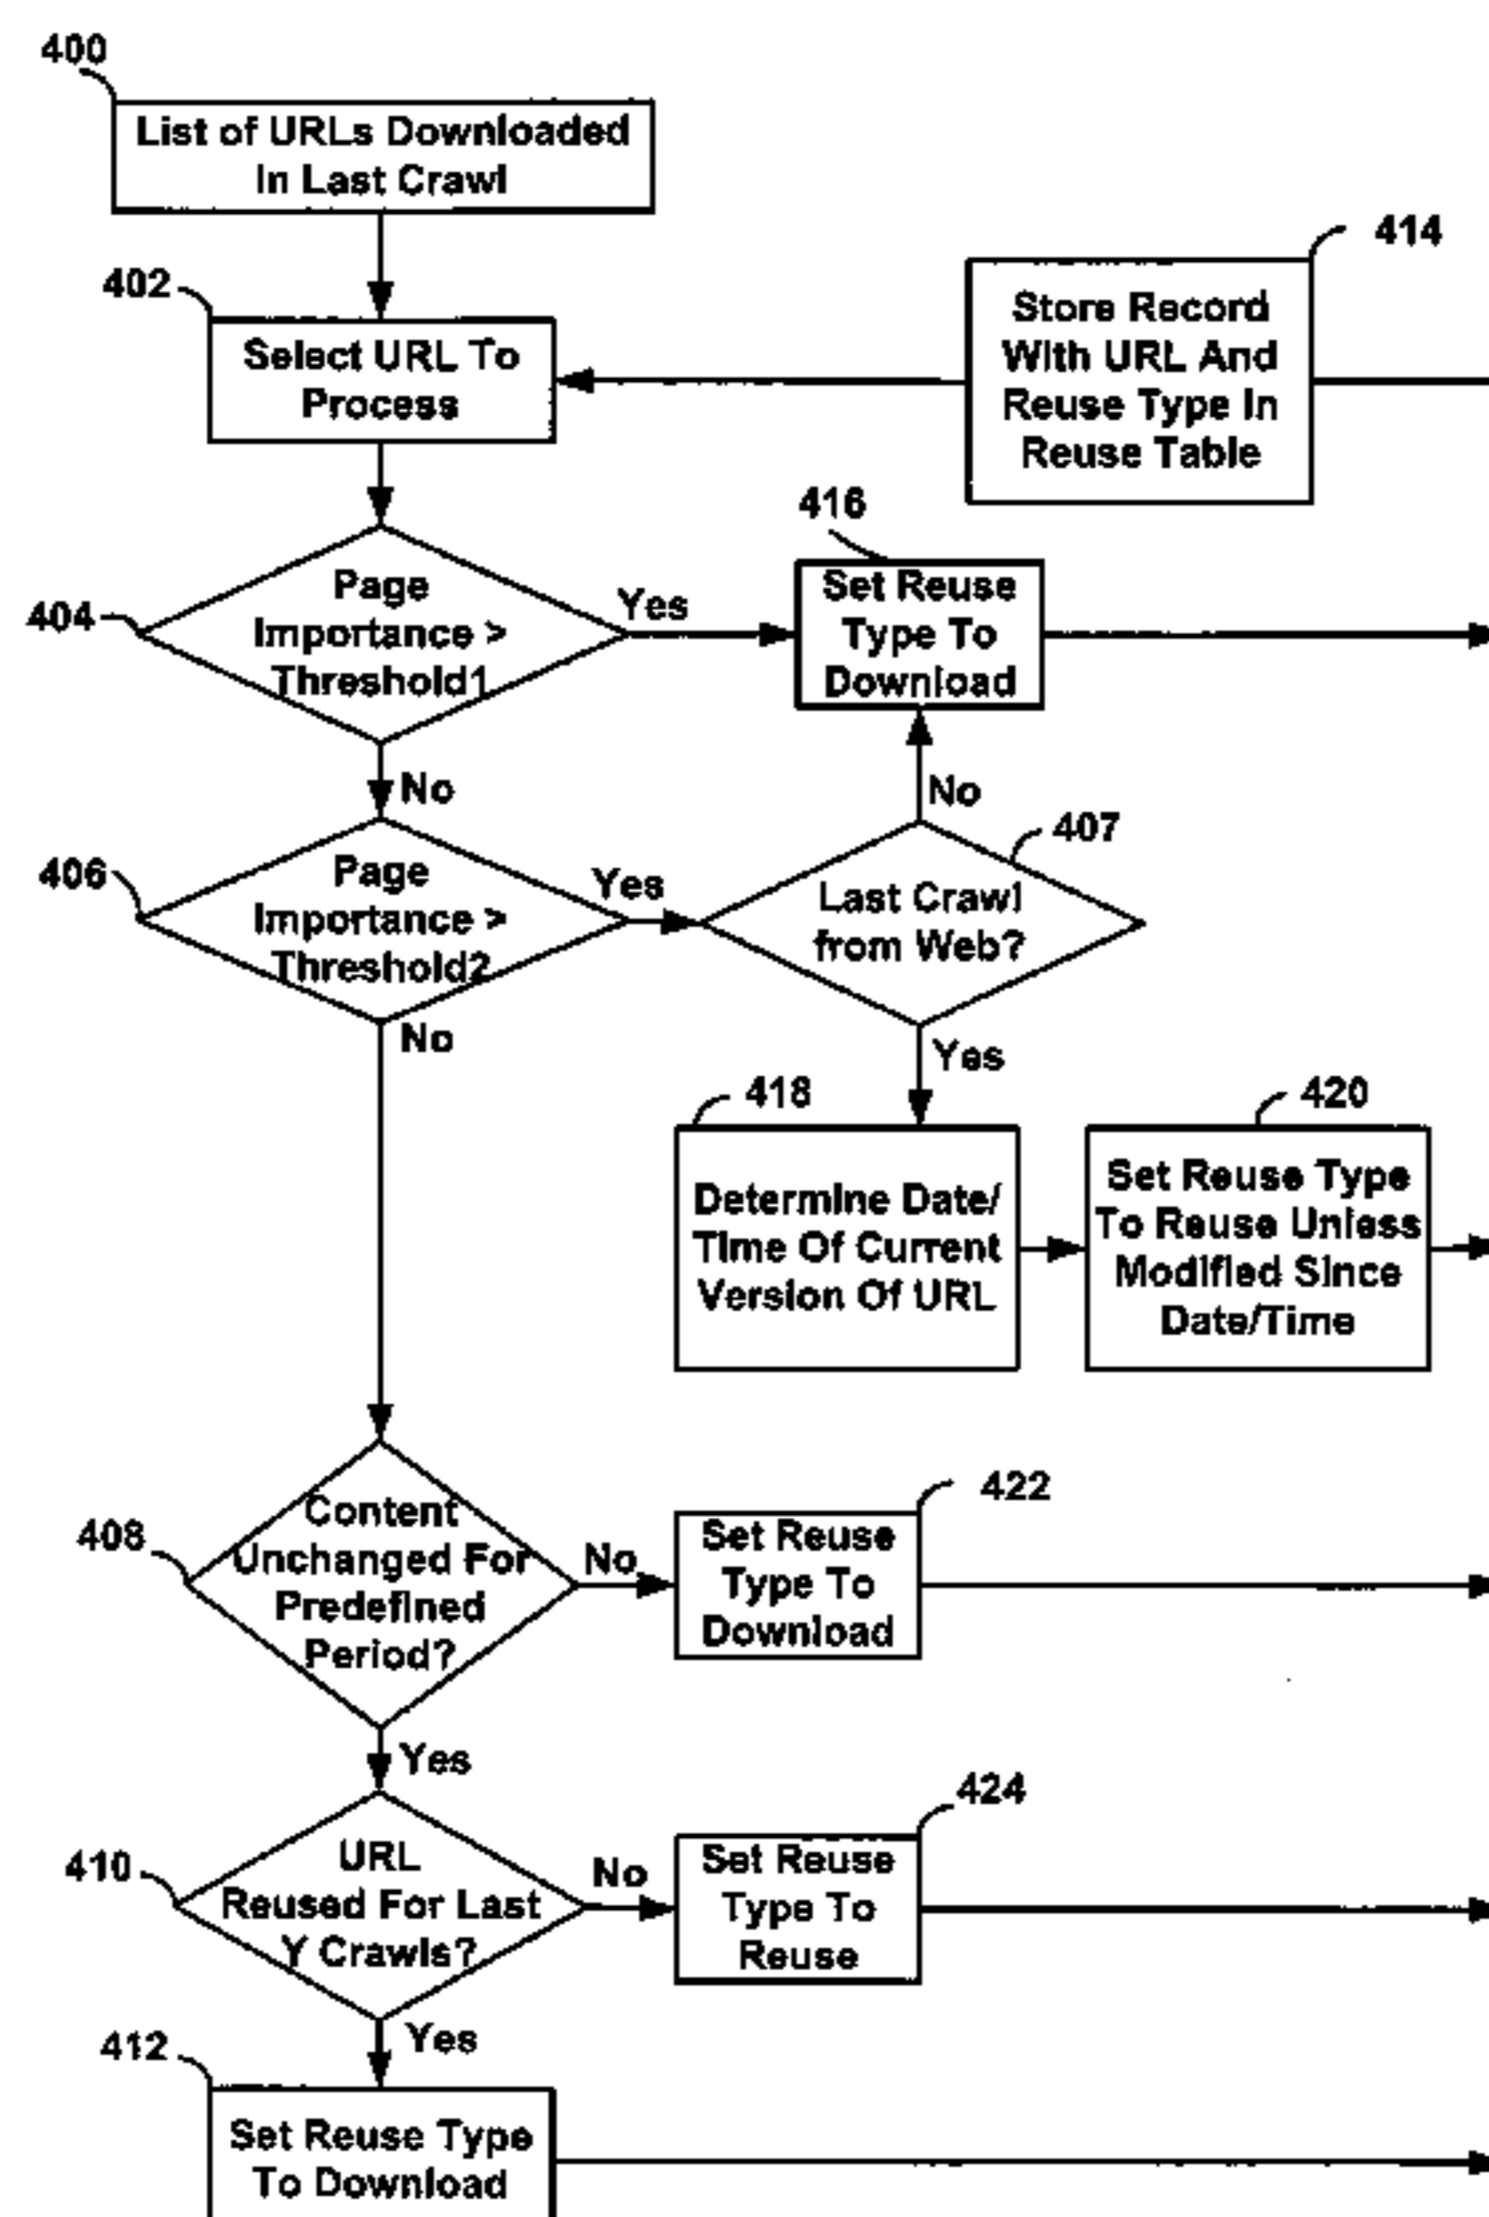 400
List of URLs Downloaded
In Last Crawl
402
Select URL To
Process
414
Store Record
With URL And
Reuse Type In
Reuse Table
404
Page
Importance >
Threshold1
Yes
416
Set Reuse
Type To
Download
No
406
Page
Importance >
Threshold2
Yes
No
407
Last Crawl
from Web?
No
Yes
418
Determine Date/
Time Of Current
Version Of URL
420
Set Reuse Type
To Reuse Unless
Modified Since
Date/Time
408
Content
Unchanged For
Predefined
Period?
No
422
Set Reuse
Type To
Download
Yes
410
URL
Reused For Last
Y Crawls?
No
424
Set Reuse
Type To
Reuse
Yes
412
Set Reuse Type
To Download